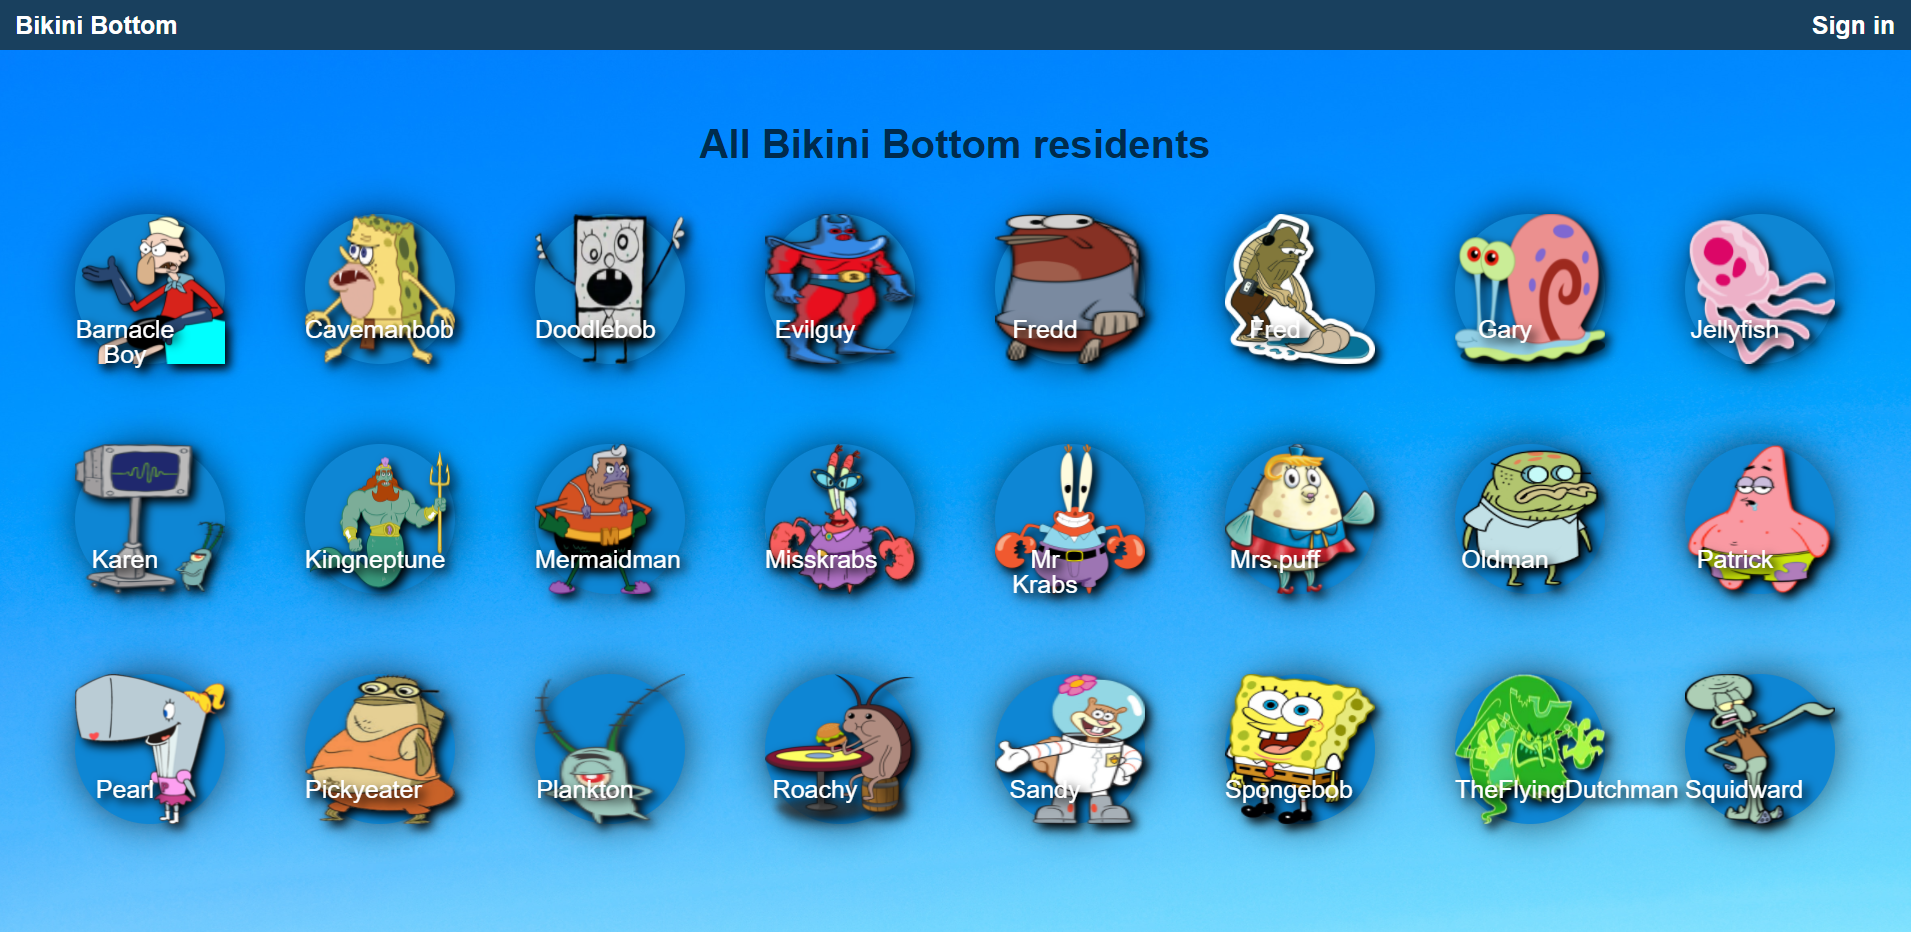 Bikini Bottom
Sign in
All Bikini Bottom residents
Barnacle
Boy
Cavemanbob
Doodlebob
Evilguy
Fredd
Fred
Gary
Jellyfish
Karen
Kingneptune
Mermaidman
Misskrabs
Mr
Krabs
Mrs.puff
Oldman
Patrick
Pearl
Pickyeater
Plankton
Roachy
Sandy
Spongebob
TheFlyingDutchman
Squidward